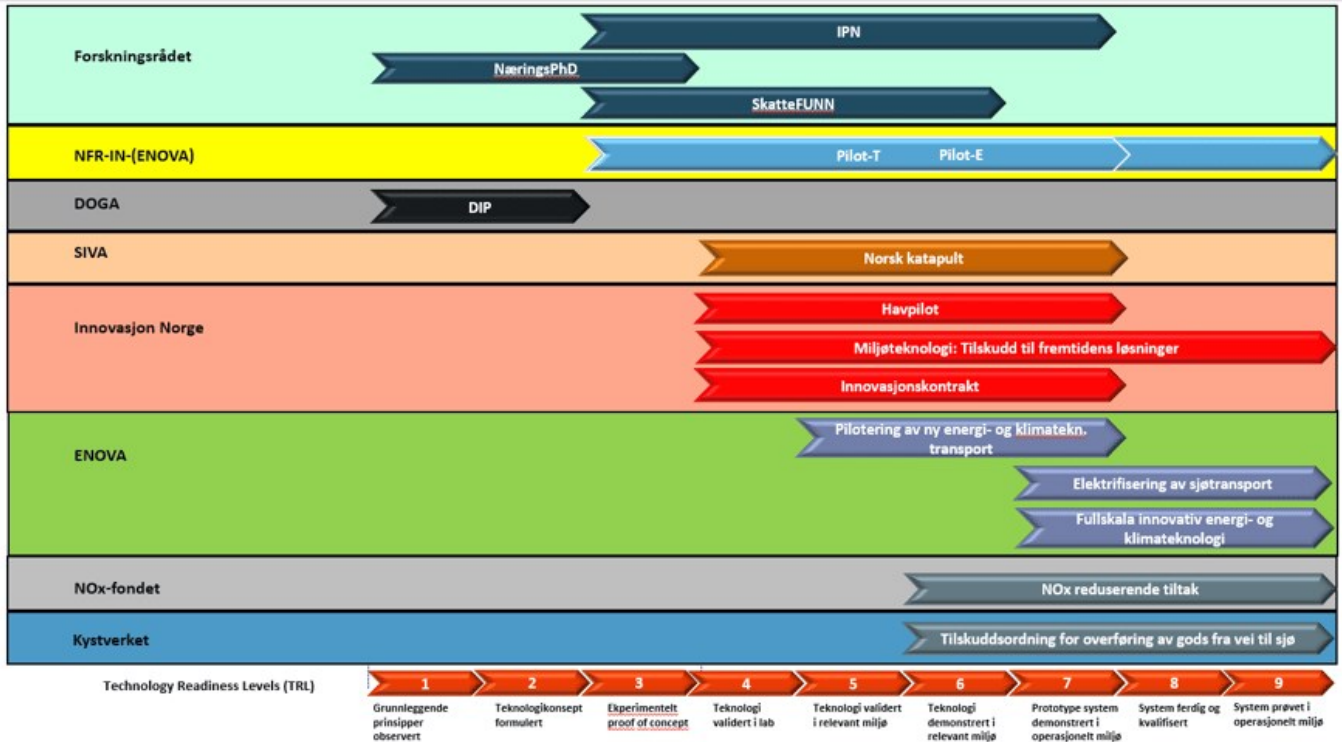 Forskningsrådet
IPN
NæringsPhD
SkatteFUNN
NFR-IN-(ENOVA)
Pilot-T Pilot-E
DOGA
DIP
SIVA
Norsk katapult
Innovasjon Norge
Havpilot
Miljøteknologi: Tilskudd til fremtidens løsninger
Innovasjonskontrakt
ENOVA
Pilotering av ny energi- og klimatekn.
transport
Elektrifisering av sjøtransport
Fullskala innovativ energi- og
klimateknologi
NOx-fondet
NOx reduserende tiltak
Kystverket
Tilskuddsordning for overføring av gods fra vei til sjø
Technology Readiness Levels (TRL)
1 2 3 4 5 6 7 8 9
Grunnleggende
prinsipper
observert
Teknologikonsept
formulert
Ekperimentelt
proof of concept
Teknologi
validert i lab
Teknologi validert
i relevant miljø
Teknologi
demonstrert i
relevant miljø
Prototype system
demonstrert i
operasjonelt miljø
System ferdig og
kvalifisert
System prøvet i
operasjonelt miljø